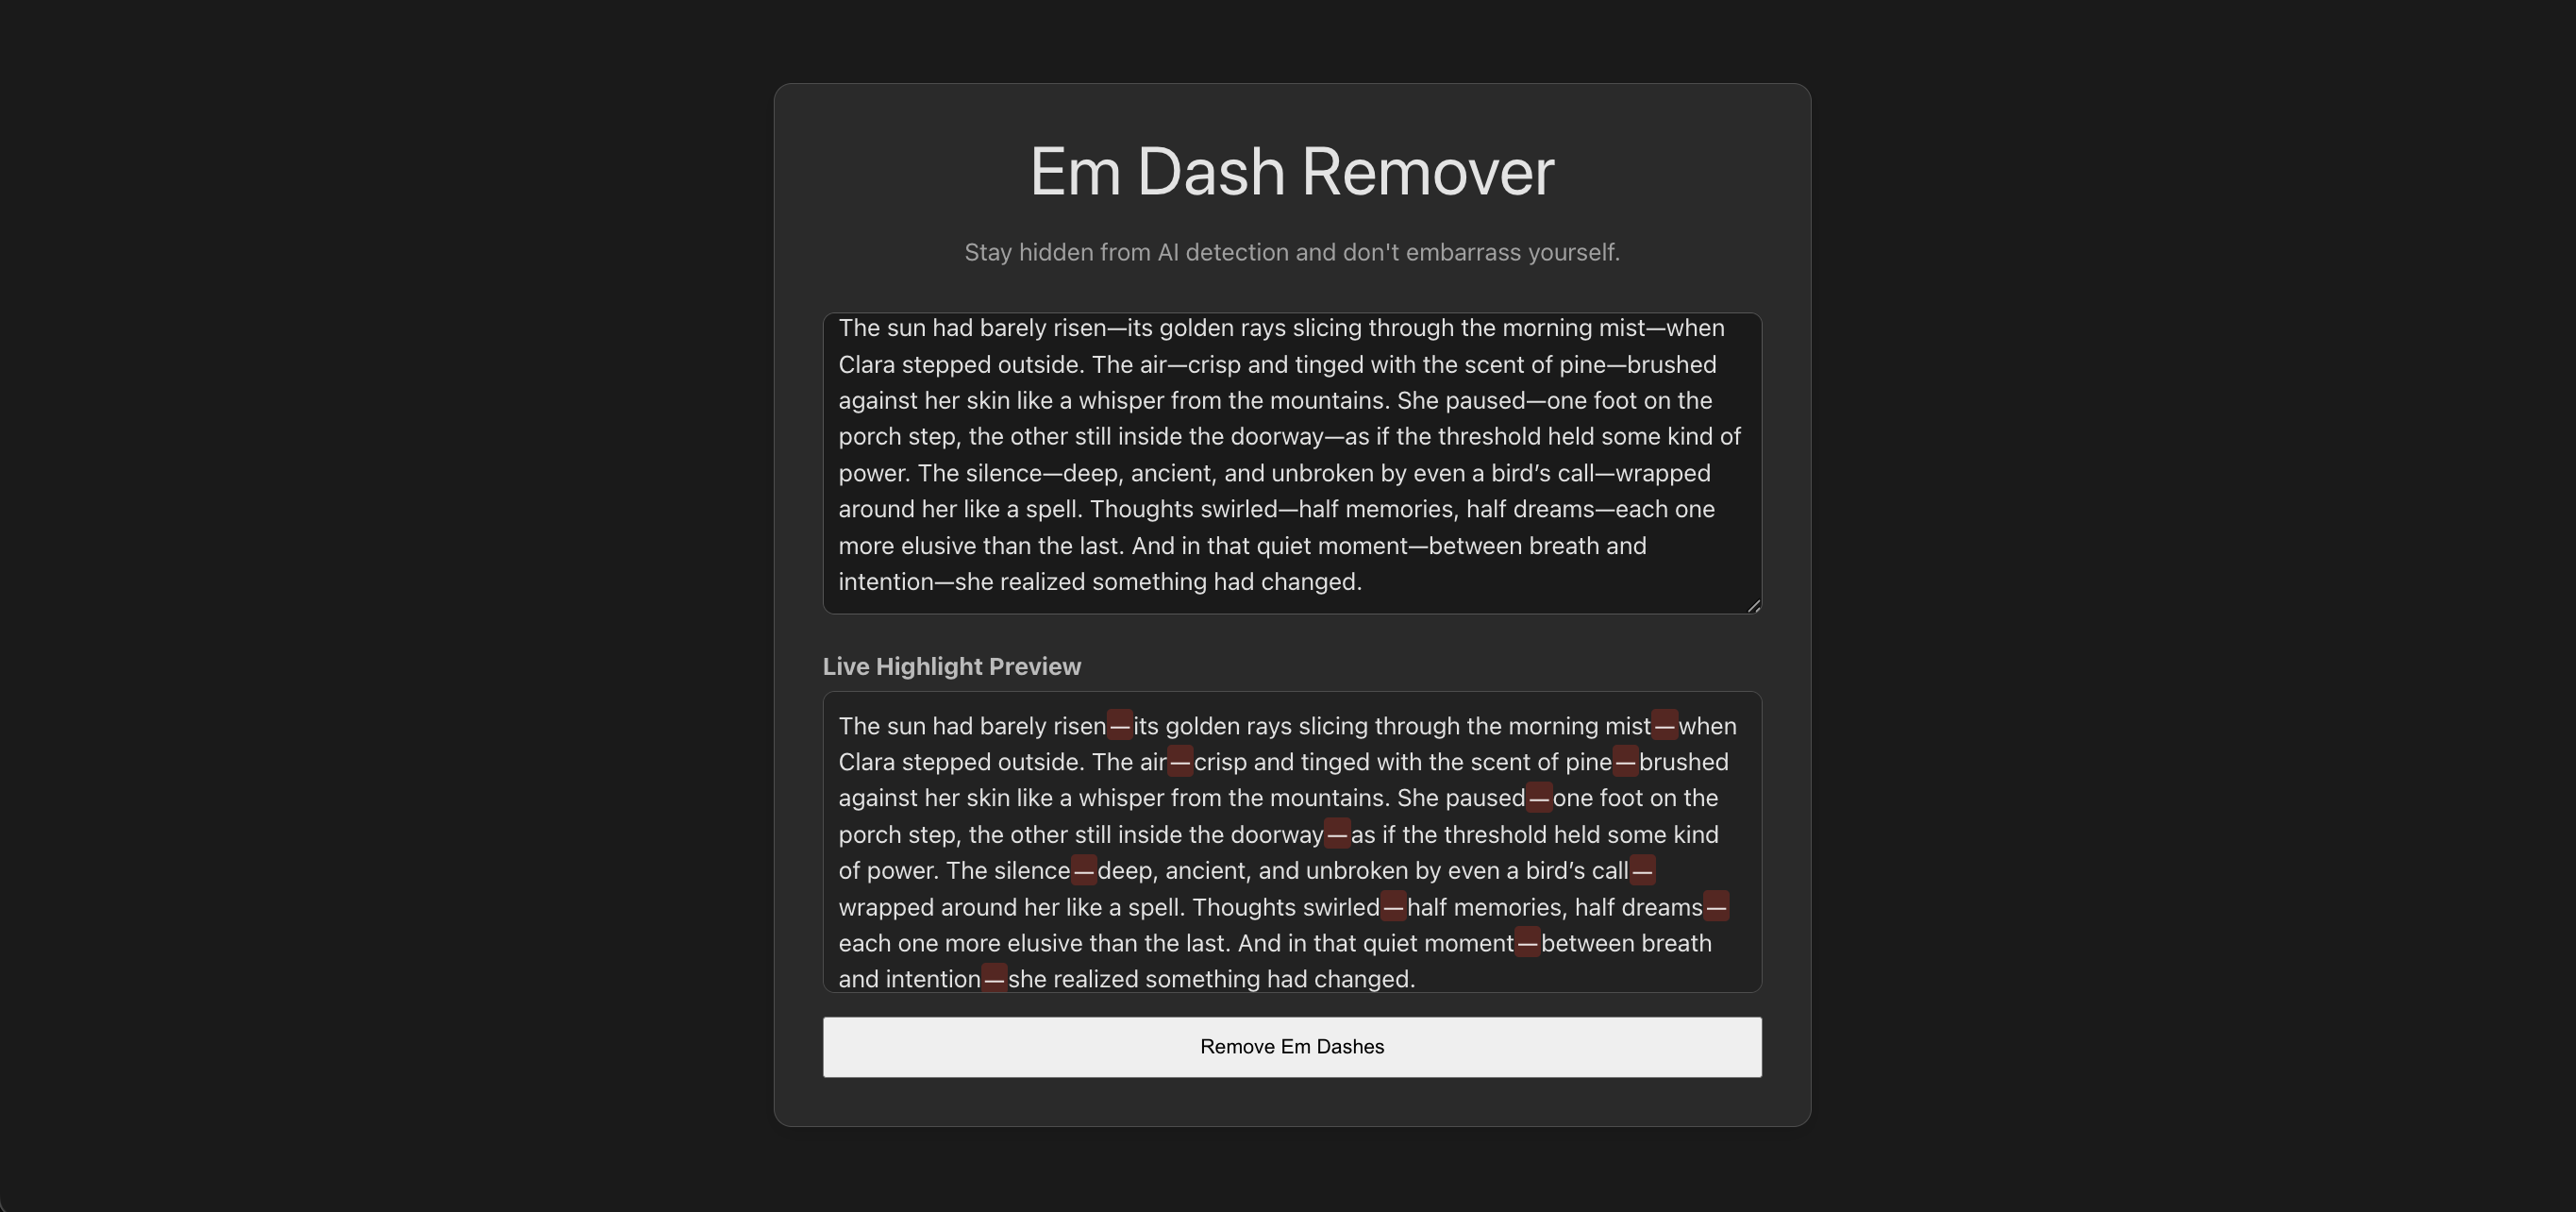 Em Dash Remover
Stay hidden from AI detection and don't embarrass yourself.
The sun had barely risen—its golden rays slicing through the morning mist—when
Clara stepped outside. The air—crisp and tinged with the scent of pine—brushed
against her skin like a whisper from the mountains. She paused—one foot on the
porch step, the other still inside the doorway—as if the threshold held some kind of
power. The silence—deep, ancient, and unbroken by even a bird’s call—wrapped
around her like a spell. Thoughts swirled—half memories, half dreams—each one
more elusive than the last. And in that quiet moment—between breath and
intention—she realized something had changed.
Live Highlight Preview
The sun had barely risen—its golden rays slicing through the morning mist—when
Clara stepped outside. The air—crisp and tinged with the scent of pine—brushed
against her skin like a whisper from the mountains. She paused—one foot on the
porch step, the other still inside the doorway—as if the threshold held some kind
of power. The silence—deep, ancient, and unbroken by even a bird’s call—
wrapped around her like a spell. Thoughts swirled—half memories, half dreams—
each one more elusive than the last. And in that quiet moment—between breath
and intention—she realized something had changed.
Remove Em Dashes